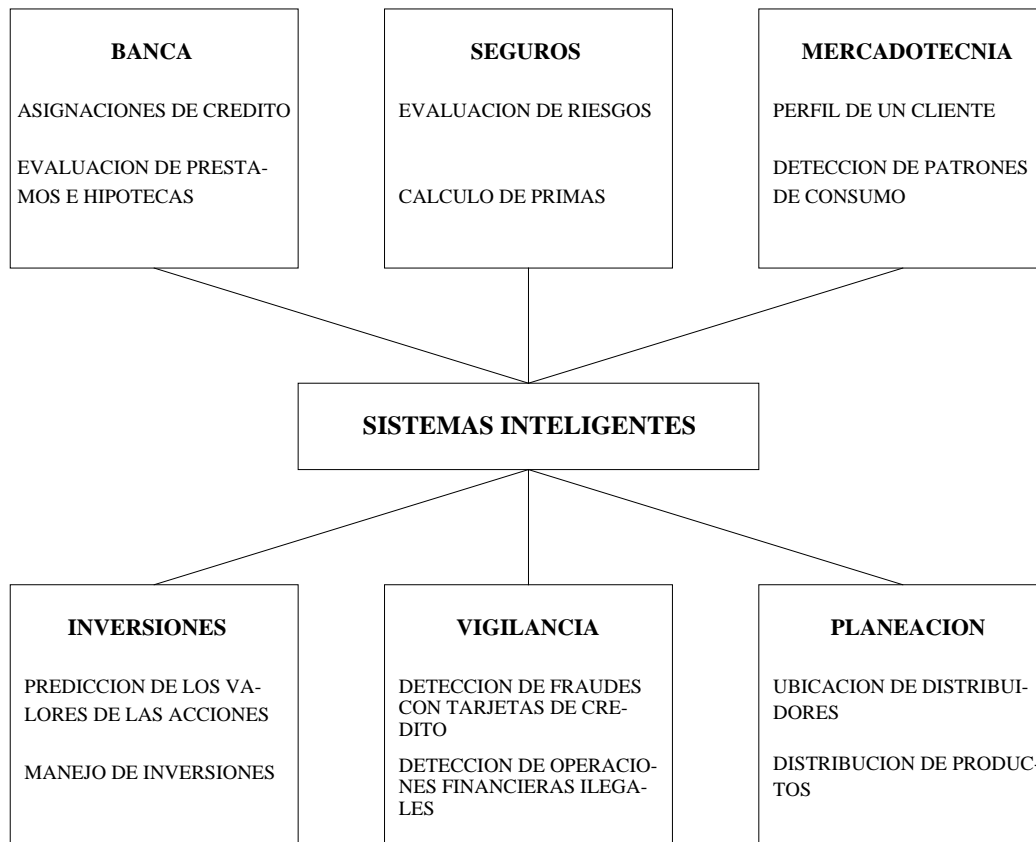 BANCA
ASIGNACIONES DE CREDITO
EVALUACION DE PRESTA-
MOS E HIPOTECAS
SEGUROS
EVALUACION DE RIESGOS
CALCULO DE PRIMAS
MERCADOTECNIA
PERFIL DE UN CLIENTE
DETECCION DE PATRONES
DE CONSUMO
SISTEMAS INTELIGENTES
INVERSIONES
PREDICCION DE LOS VA-
LORES DE LAS ACCIONES
MANEJO DE INVERSIONES
VIGILANCIA
DETECCION DE FRAUDES
CON TARJETAS DE CRE-
DITO
DETECCION DE OPERACIO-
NES FINANCIERAS ILEGA-
LES
PLANEACION
UBICACION DE DISTRIBUI-
DORES
DISTRIBUCION DE PRODUC-
TOS